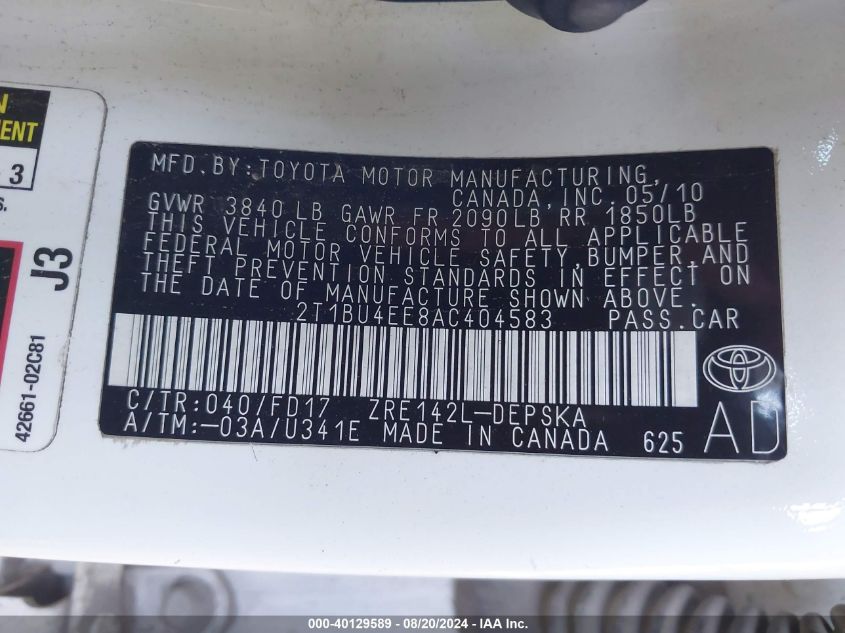 N
EMENT
3
S.
J3
42661-02C81
MFD.BY:TOYOTA MOTOR MANUFACTURING,
CANADA,INC. 05/10
GVWR 3840 LB GAWR FR 2090LB RR 1850LB
THIS VEHICLE CONFORMS TO ALL APPLICABLE
FEDERAL MOTOR VEHICLE SAFETY,BUMPER,AND
THEFT PREVENTION STANDARDS IN EFFECT ON
THE DATE OF MANUFACTURE SHOWN ABOVE.
2T1BU4EE8AC404583 PASS.CAR
C/TR:040/FD17 ZRE142L-DEPSKA
A/TM:-03A/U341E MADE IN CANADA 625 AD
000-40129589 - 08/20/2024 - IAA Inc.